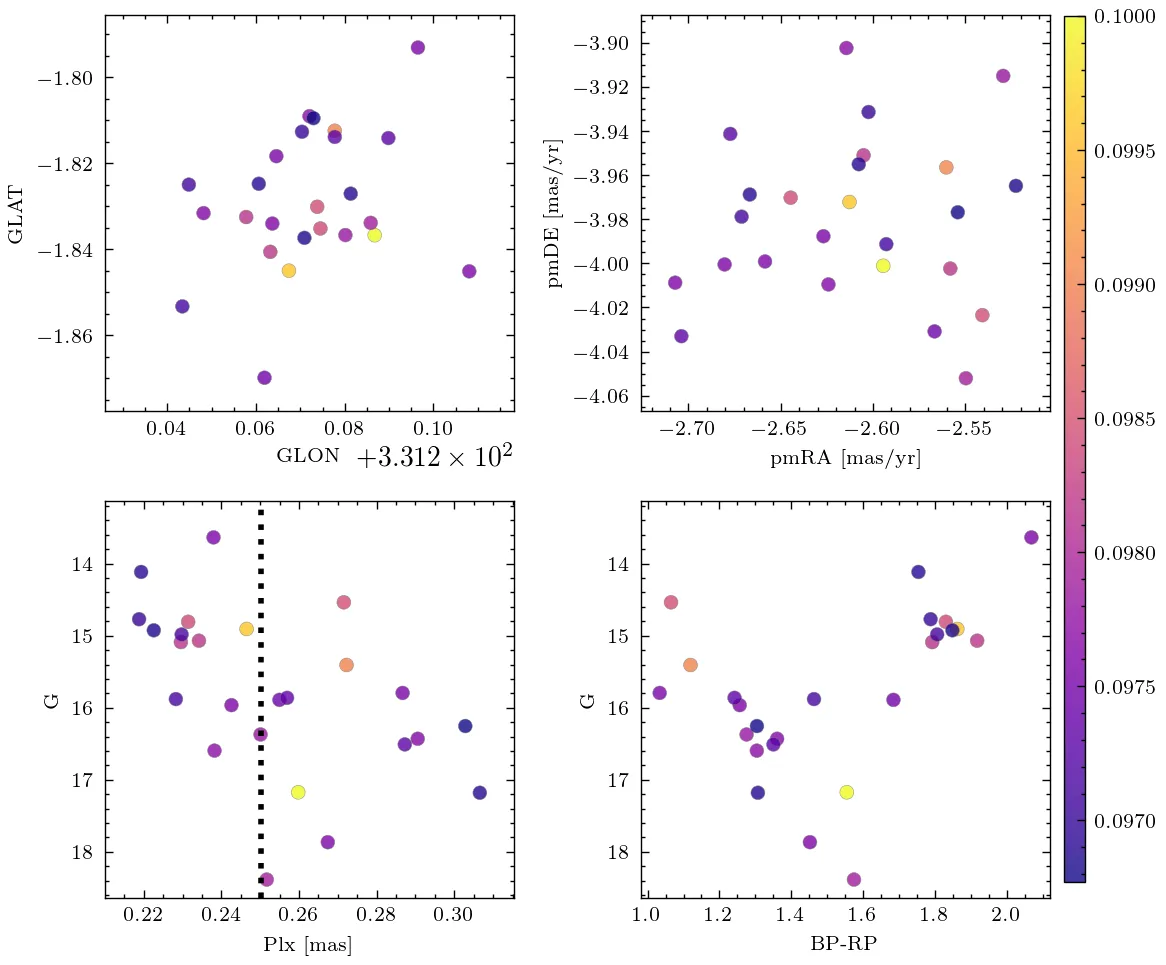 −1.80
−1.82
−1.84
−1.86
GLAT
0.04 0.06 0.08 0.10
GLON +3.312 × 10²
−3.90
−3.92
−3.94
−3.96
−3.98
−4.00
−4.02
−4.04
−4.06
pmDE [mas/yr]
−2.70 −2.65 −2.60 −2.55
pmRA [mas/yr]
14
15
16
17
18
G
0.22 0.24 0.26 0.28 0.30
Plx [mas]
14
15
16
17
18
G
1.0 1.2 1.4 1.6 1.8 2.0
BP-RP
0.1000
0.0995
0.0990
0.0985
0.0980
0.0975
0.0970